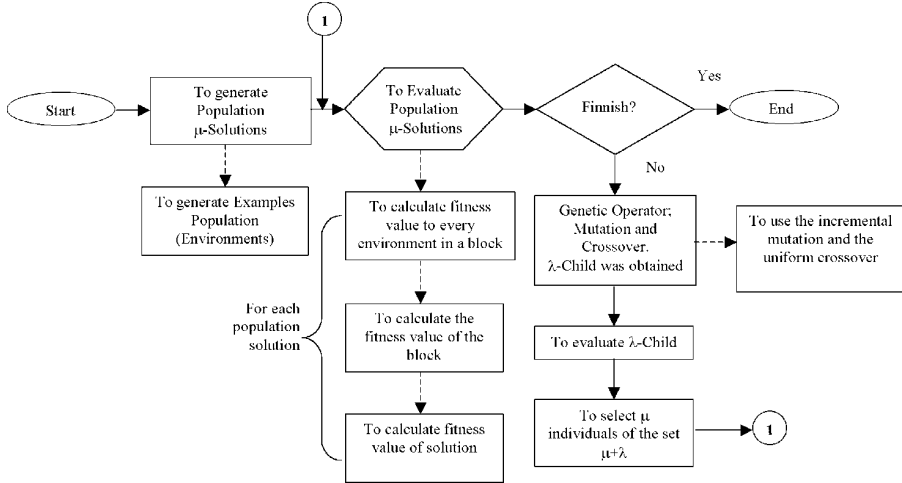 1
Start
To generate
Population
μ-Solutions
To Evaluate
Population
μ-Solutions
Finnish?
Yes
End
No
To generate Examples
Population
(Environments)
For each
population
solution
To calculate fitness
value to every
environment in a block
To calculate the
fitness value of the
block
To calculate fitness
value of solution
Genetic Operator;
Mutation and
Crossover.
λ-Child was obtained
To use the incremental
mutation and the
uniform crossover
To evaluate λ-Child
To select μ
individuals of the set
μ+λ
1